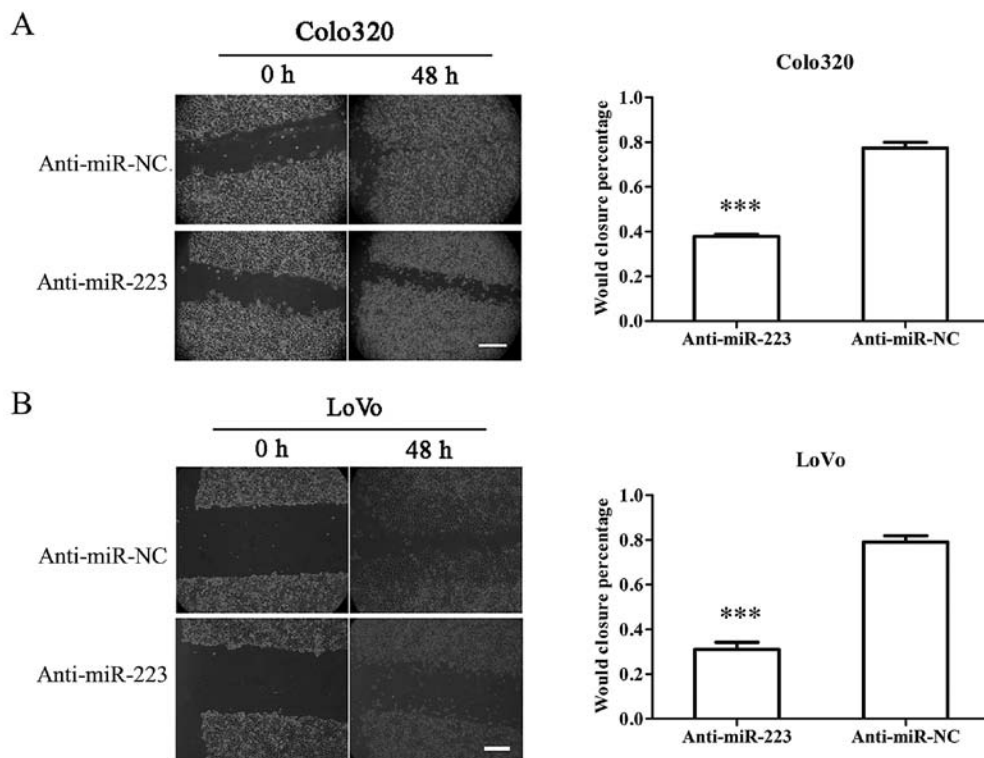 A
Colo320
0 h 48 h
Anti-miR-NC.
Anti-miR-223
Colo320
Would closure percentage
1.0
0.8
0.6
0.4
0.2
0.0
***
Anti-miR-223 Anti-miR-NC
B
LoVo
0 h 48 h
Anti-miR-NC
Anti-miR-223
LoVo
Would closure percentage
1.0
0.8
0.6
0.4
0.2
0.0
***
Anti-miR-223 Anti-miR-NC